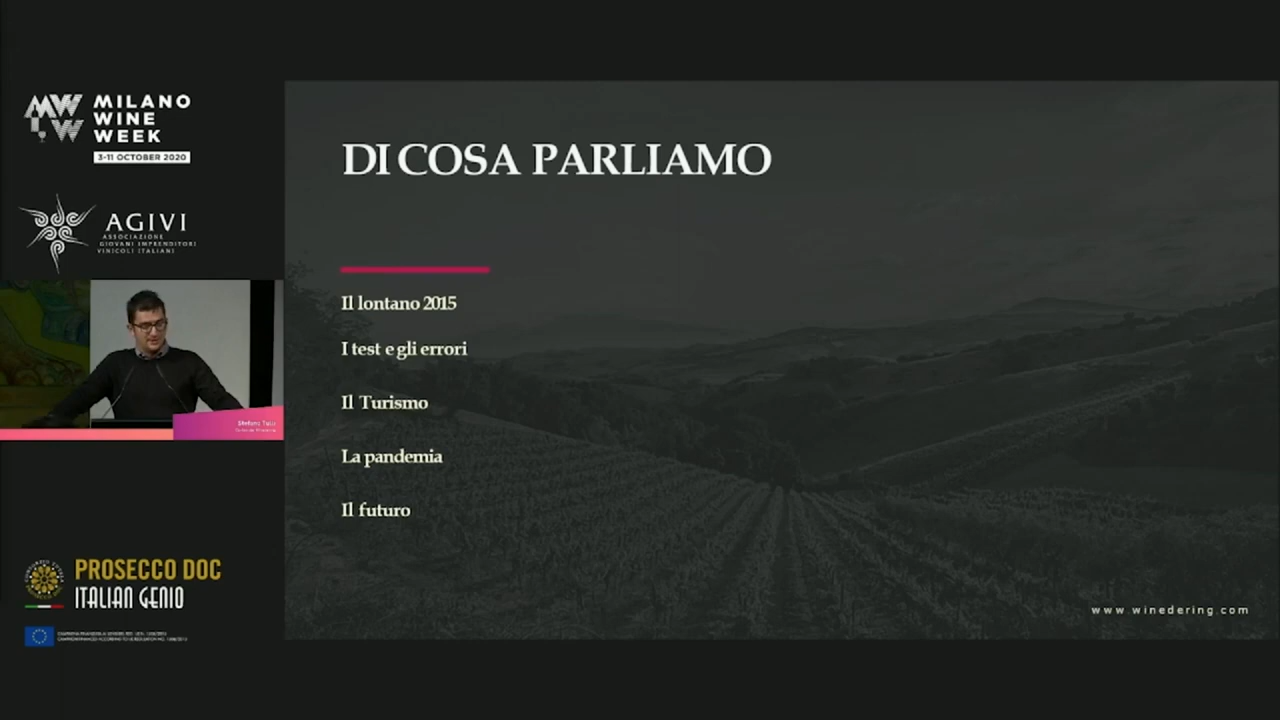 MILANO
WINE
WEEK
3-11 OCTOBER 2020
AGIVI
ASSOCIAZIONE
GIOVANI IMPRENDITORI
VINICOLI ITALIANI
PROSECCO DOC
ITALIAN GENIO
DI COSA PARLIAMO
Il lontano 2015
I test e gli errori
Il Turismo
La pandemia
Il futuro
www.winedering.com